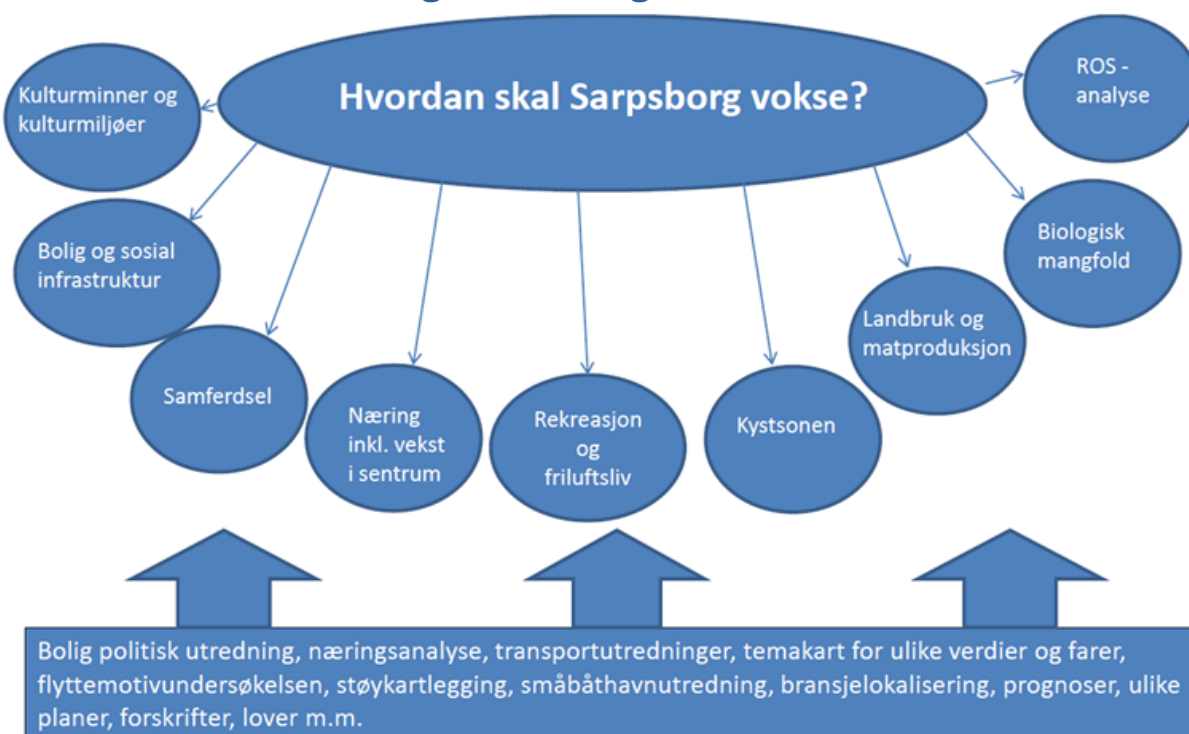 Hvordan skal Sarpsborg vokse?
Kulturminner og
kulturmiljøer
Bolig og sosial
infrastruktur
Samferdsel
Næring
inkl. vekst
i sentrum
Rekreasjon
og
friluftsliv
Kystsonen
Landbruk og
matproduksjon
Biologisk
mangfold
ROS -
analyse
Bolig politisk utredning, næringsanalyse, transportutredninger, temakart for ulike verdier og farer,
flyttemotivundersøkelsen, støykartlegging, småbåthavnutredning, bransjelokalisering, prognoser, ulike
planer, forskrifter, lover m.m.